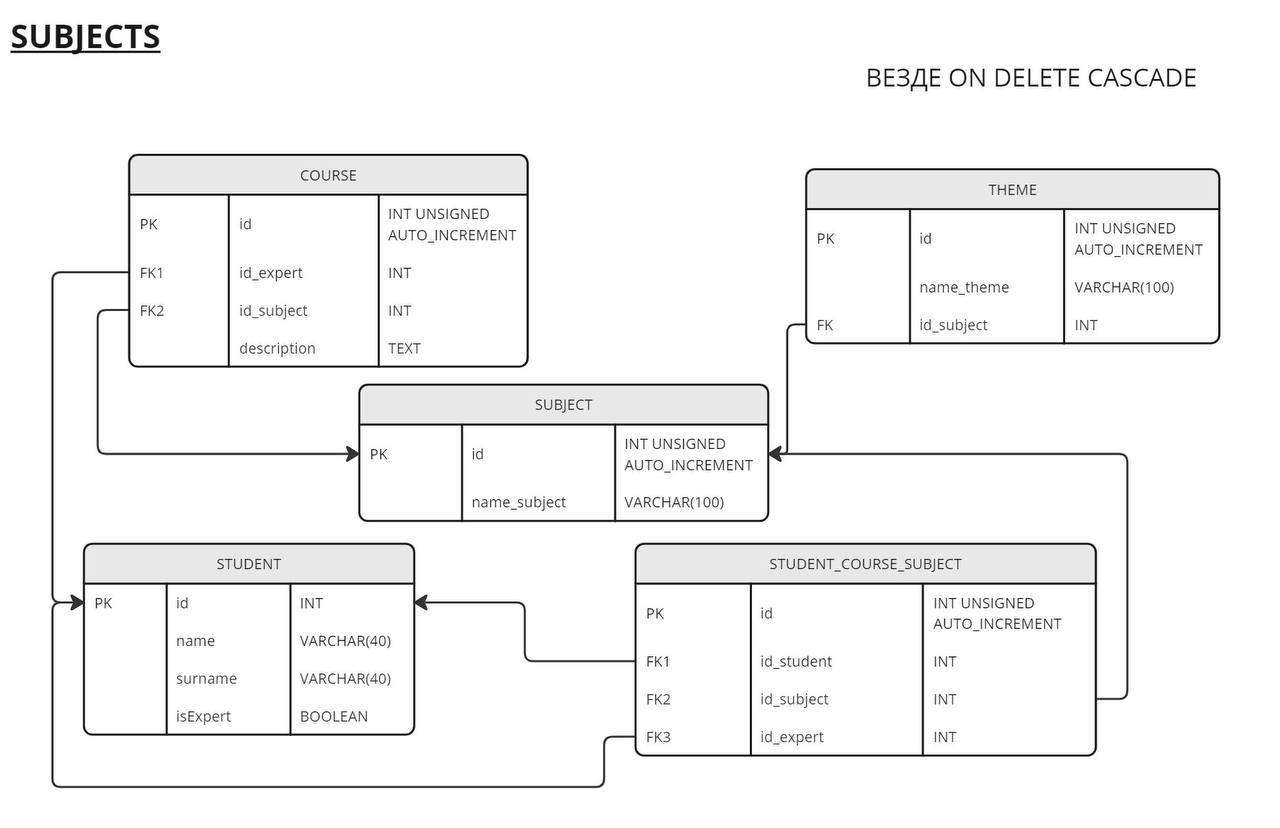 SUBJECTS
ВЕЗДЕ ON DELETE CASCADE
COURSE
PK id INT UNSIGNED
AUTO_INCREMENT
FK1 id_expert INT
FK2 id_subject INT
description TEXT
THEME
PK id INT UNSIGNED
AUTO_INCREMENT
name_theme VARCHAR(100)
FK id_subject INT
SUBJECT
PK id INT UNSIGNED
AUTO_INCREMENT
name_subject VARCHAR(100)
STUDENT
PK id INT
name VARCHAR(40)
surname VARCHAR(40)
isExpert BOOLEAN
STUDENT_COURSE_SUBJECT
PK id INT UNSIGNED
AUTO_INCREMENT
FK1 id_student INT
FK2 id_subject INT
FK3 id_expert INT